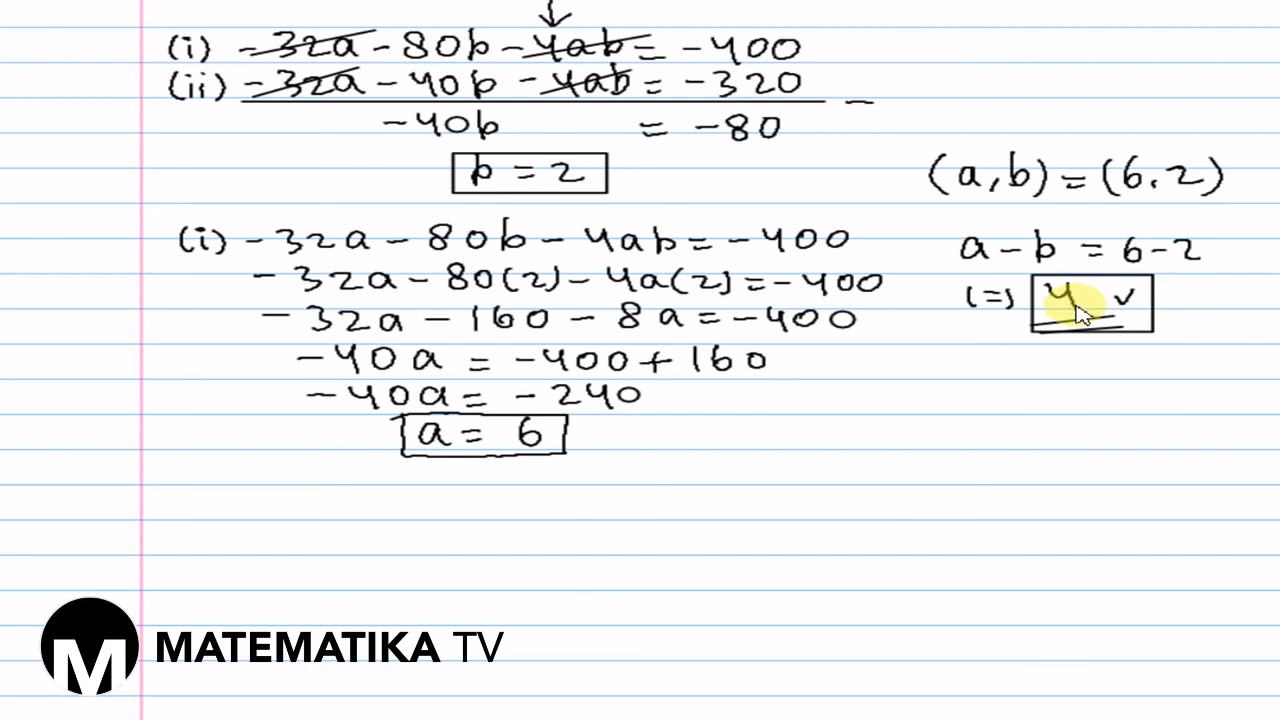 (i) -32a - 80b - 4ab = -400
(ii) -32a - 40b - 4ab = -320
-40b = -80
b = 2
(a,b) = (6.2)
(i) -32a - 80b - 4ab = -400
-32a - 80(2) - 4a(2) = -400
-32a - 160 - 8a = -400
-40a = -400 + 160
-40a = -240
a = 6
a - b = 6 - 2
(=) 4 ✓
M MATEMATIKA TV